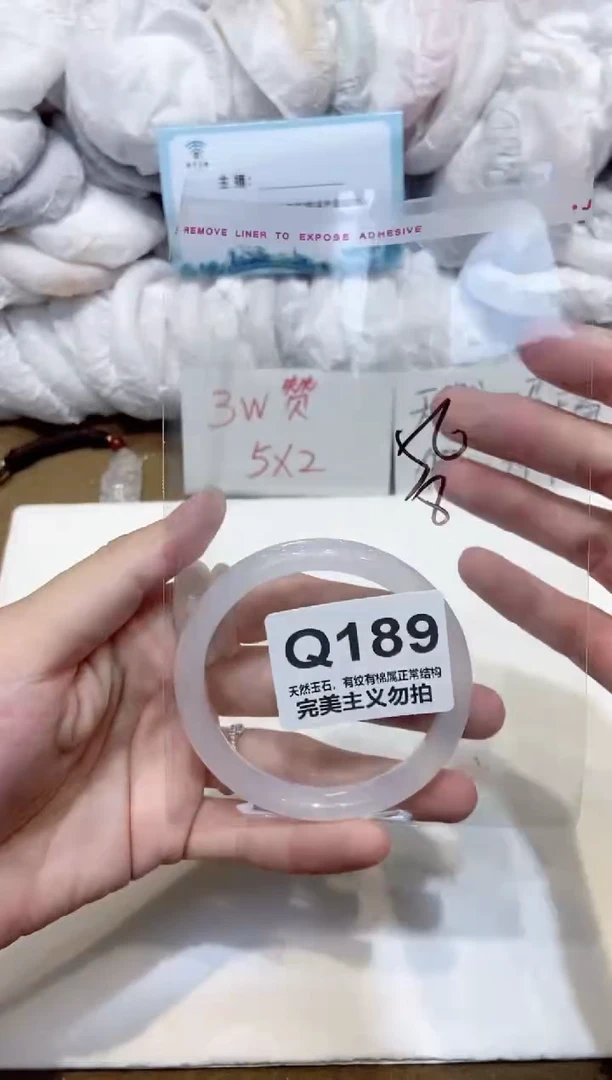 主播:
REMOVE LINER TO EXPOSE ADHESIVE
3W赞
5X2
Q189
天然玉石,有纹有棉属正常结构
完美主义勿拍